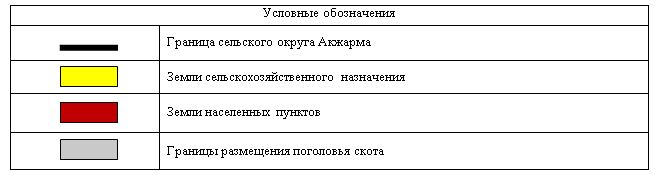 Условные обозначения
Граница сельского округа Акжарма
Земли сельскохозяйственного назначения
Земли населенных пунктов
Границы размещения поголовья скота